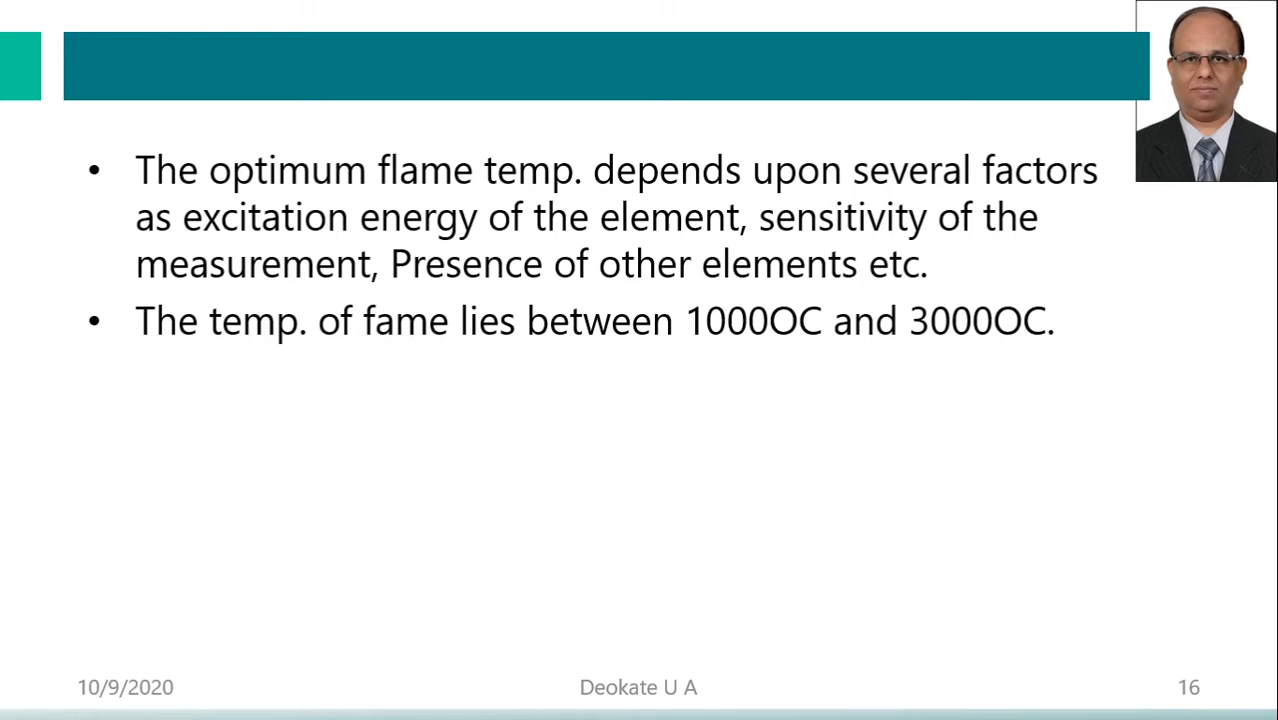 • The optimum flame temp. depends upon several factors
as excitation energy of the element, sensitivity of the
measurement, Presence of other elements etc.
• The temp. of fame lies between 1000OC and 3000OC.
10/9/2020
Deokate U A
16